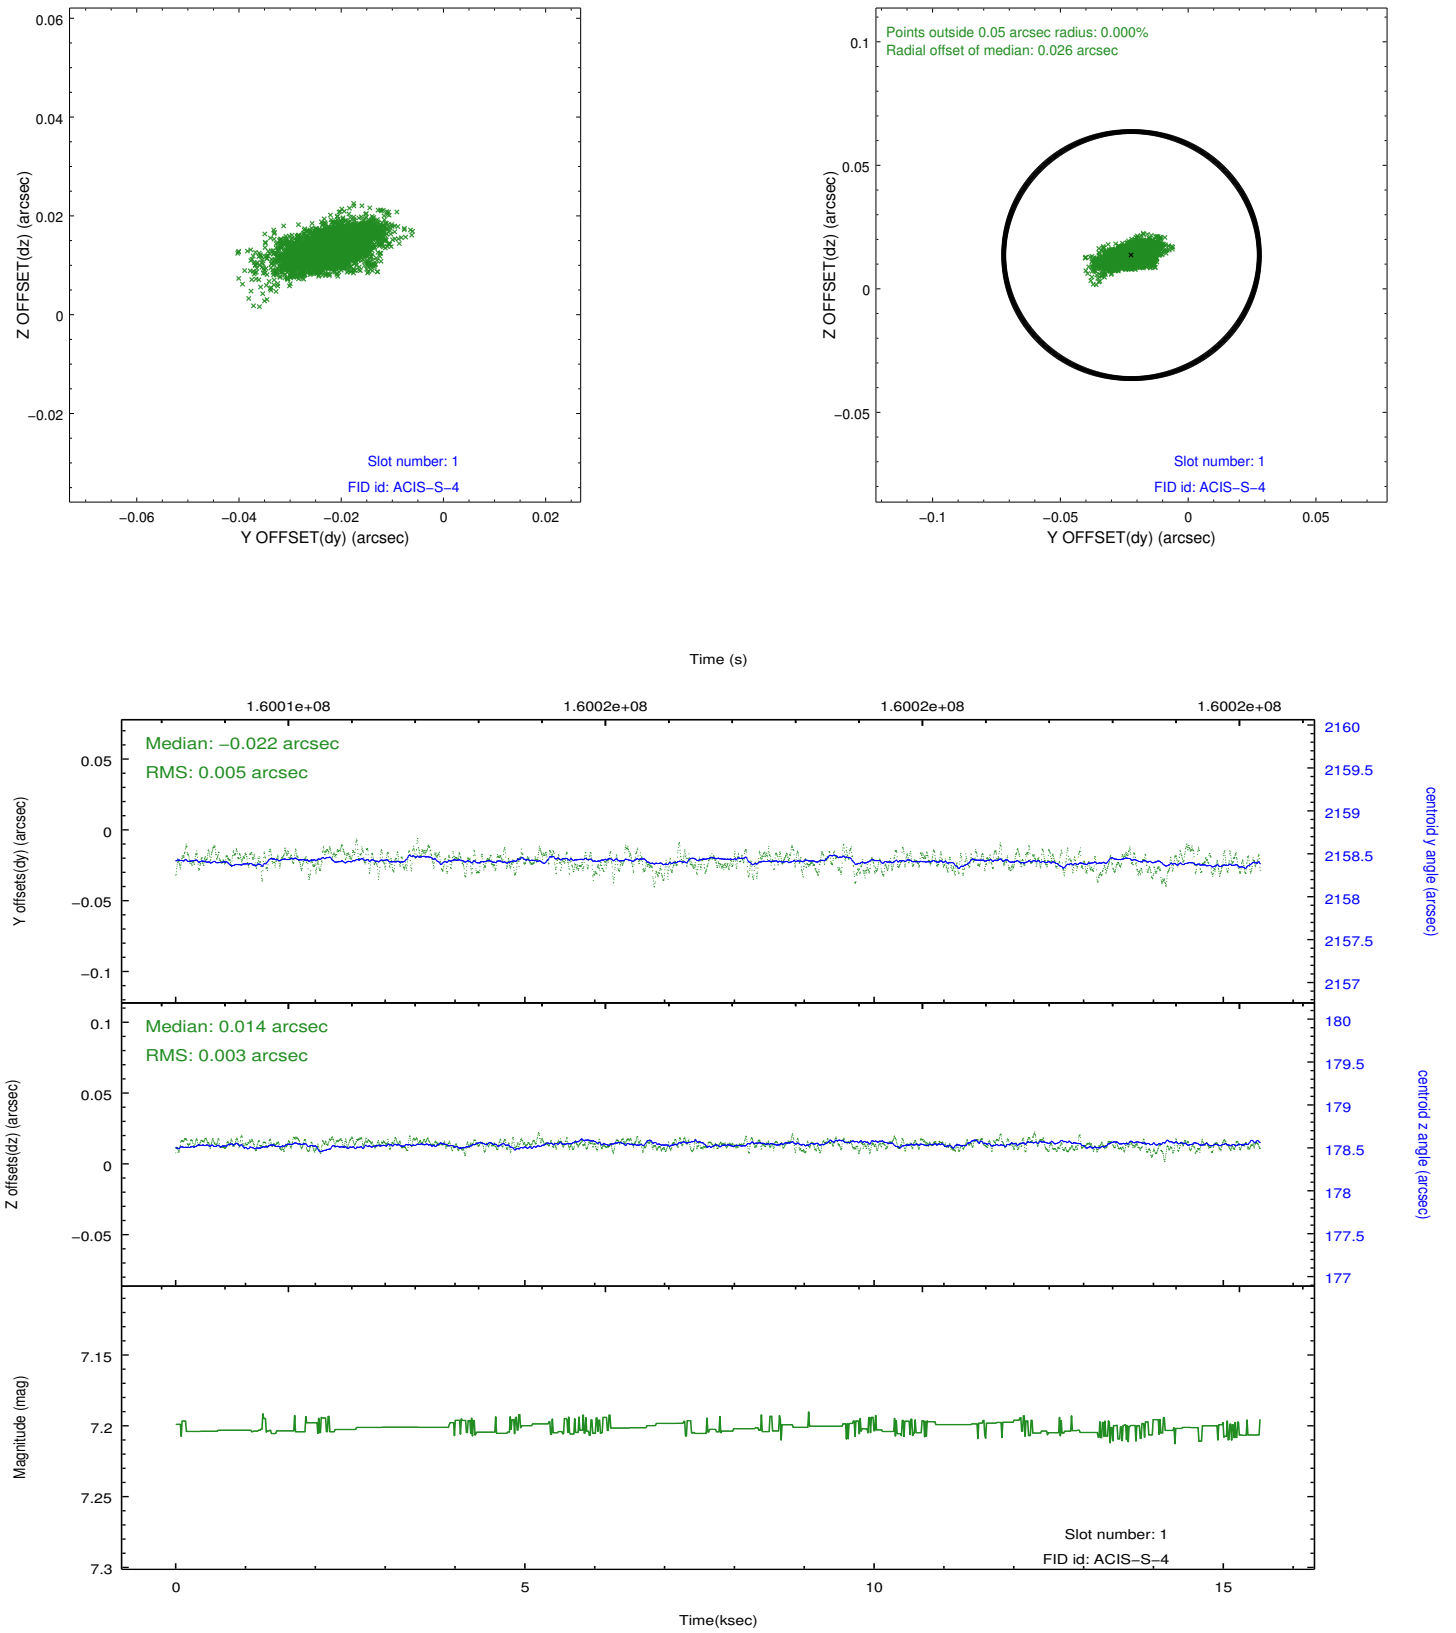 0.06
0.04
0.02
0
−0.02
Z OFFSET(dz) (arcsec)
Slot number: 1
FID id: ACIS−S−4
−0.06
−0.04
−0.02
0
0.02
Y OFFSET(dy) (arcsec)
Points outside 0.05 arcsec radius: 0.000%
Radial offset of median: 0.026 arcsec
0.1
0.05
0
−0.05
Z OFFSET(dz) (arcsec)
Slot number: 1
FID id: ACIS−S−4
−0.1
−0.05
0
0.05
Y OFFSET(dy) (arcsec)
Time (s)
1.6001e+08
1.6002e+08
1.6002e+08
1.6002e+08
Median: −0.022 arcsec
RMS: 0.005 arcsec
0.05
0
−0.05
−0.1
Y offsets(dy) (arcsec)
2160
2159.5
2159
2158.5
2158
2157.5
2157
centroid y angle (arcsec)
Median: 0.014 arcsec
RMS: 0.003 arcsec
0.1
0.05
0
−0.05
Z offsets(dz) (arcsec)
180
179.5
179
178.5
178
177.5
177
centroid z angle (arcsec)
7.15
7.2
7.25
7.3
Magnitude (mag)
Slot number: 1
FID id: ACIS−S−4
0
5
10
15
Time(ksec)